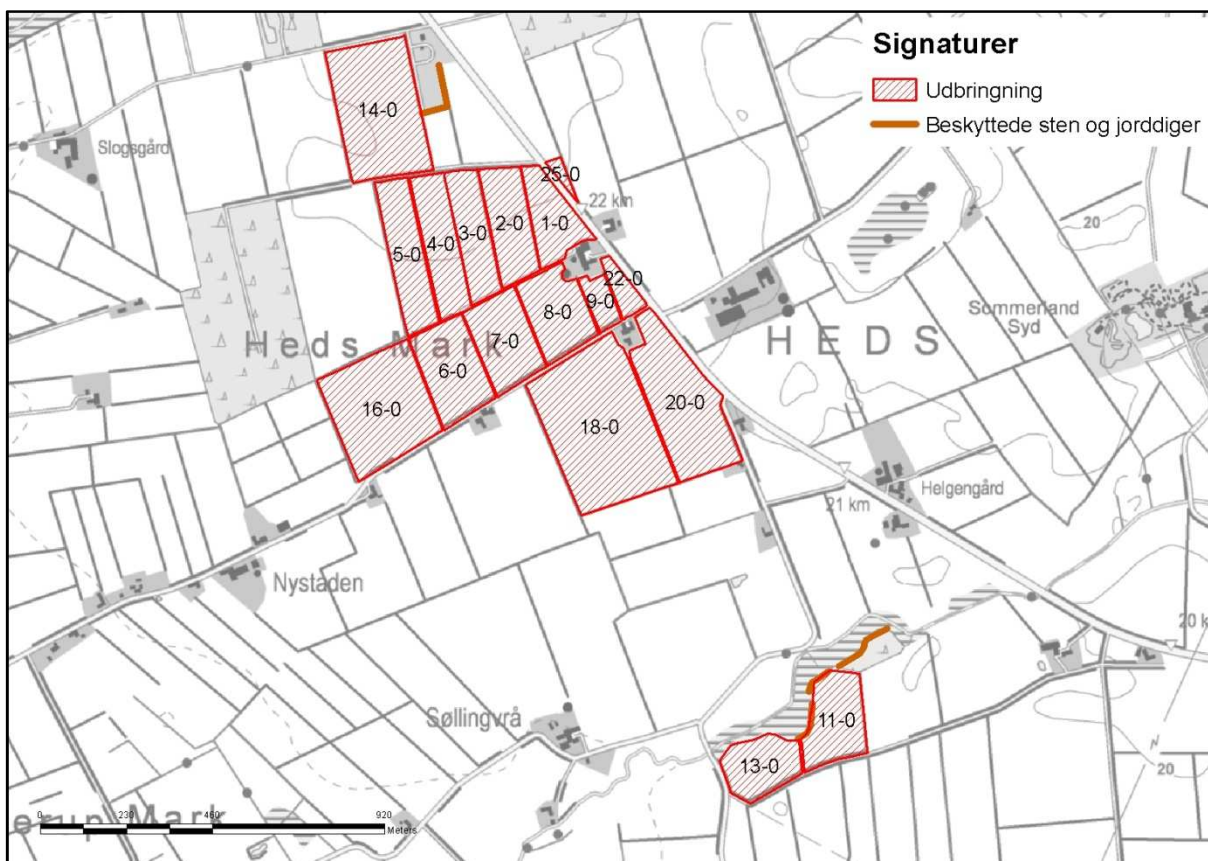 Signaturer
Udbringning
Beskyttede sten og jorddiger
14-0
Slogsgård
25-0
22 km
5-0
4-0
3-0
2-0
1-0
20
22-0
9-0
8-0
7-0
6-0
Heds Mark
HEDS
Sommerland
Syd
16-0
18-0
20-0
Helgengård
21 km
Nystaden
20 k
Søllingvrå
11-0
13-0
20
erup Mark
0
230
460
920
Meters